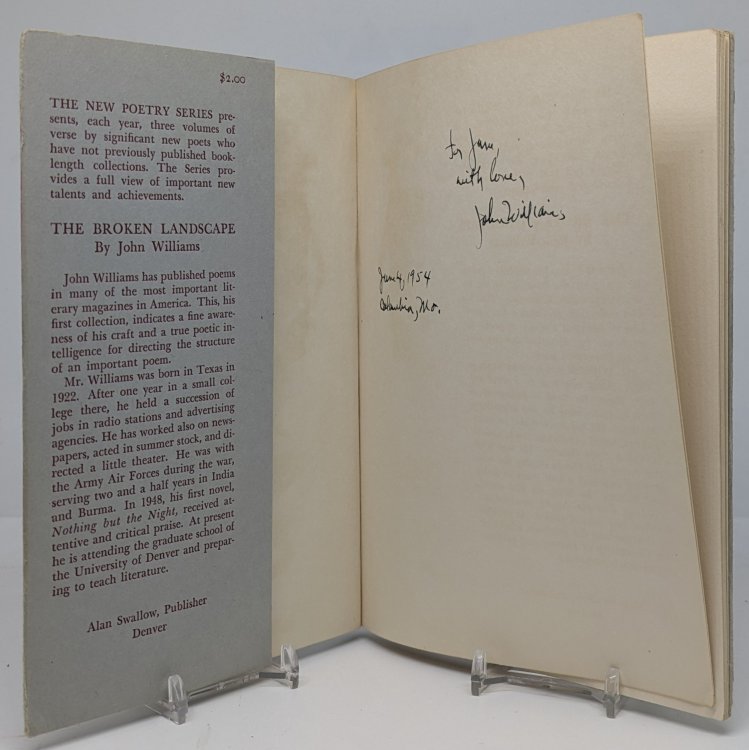 $2.00
THE NEW POETRY SERIES pre-
sents, each year, three volumes of
verse by significant new poets who
have not previously published book-
length collections. The Series pro-
vides a full view of important new
talents and achievements.
THE BROKEN LANDSCAPE
By John Williams
John Williams has published poems
in many of the most important lit-
erary magazines in America. This, his
first collection, indicates a fine aware-
ness of his craft and a true poetic in-
telligence for directing the structure
of an important poem.
Mr. Williams was born in Texas in
1922. After one year in a small col-
lege there, he held a succession of
jobs in radio stations and advertising
agencies. He has worked also on news-
papers, acted in summer stock, and di-
rected a little theater. He was with
the Army Air Forces during the war,
serving two and a half years in India
and Burma. In 1948, his first novel,
Nothing but the Night, received at-
tentive and critical praise. At present
he is attending the graduate school of
the University of Denver and prepar-
ing to teach literature.
Alan Swallow, Publisher
Denver
to
with love,
John Williams
June 4, 1954
Columbia, Mo.